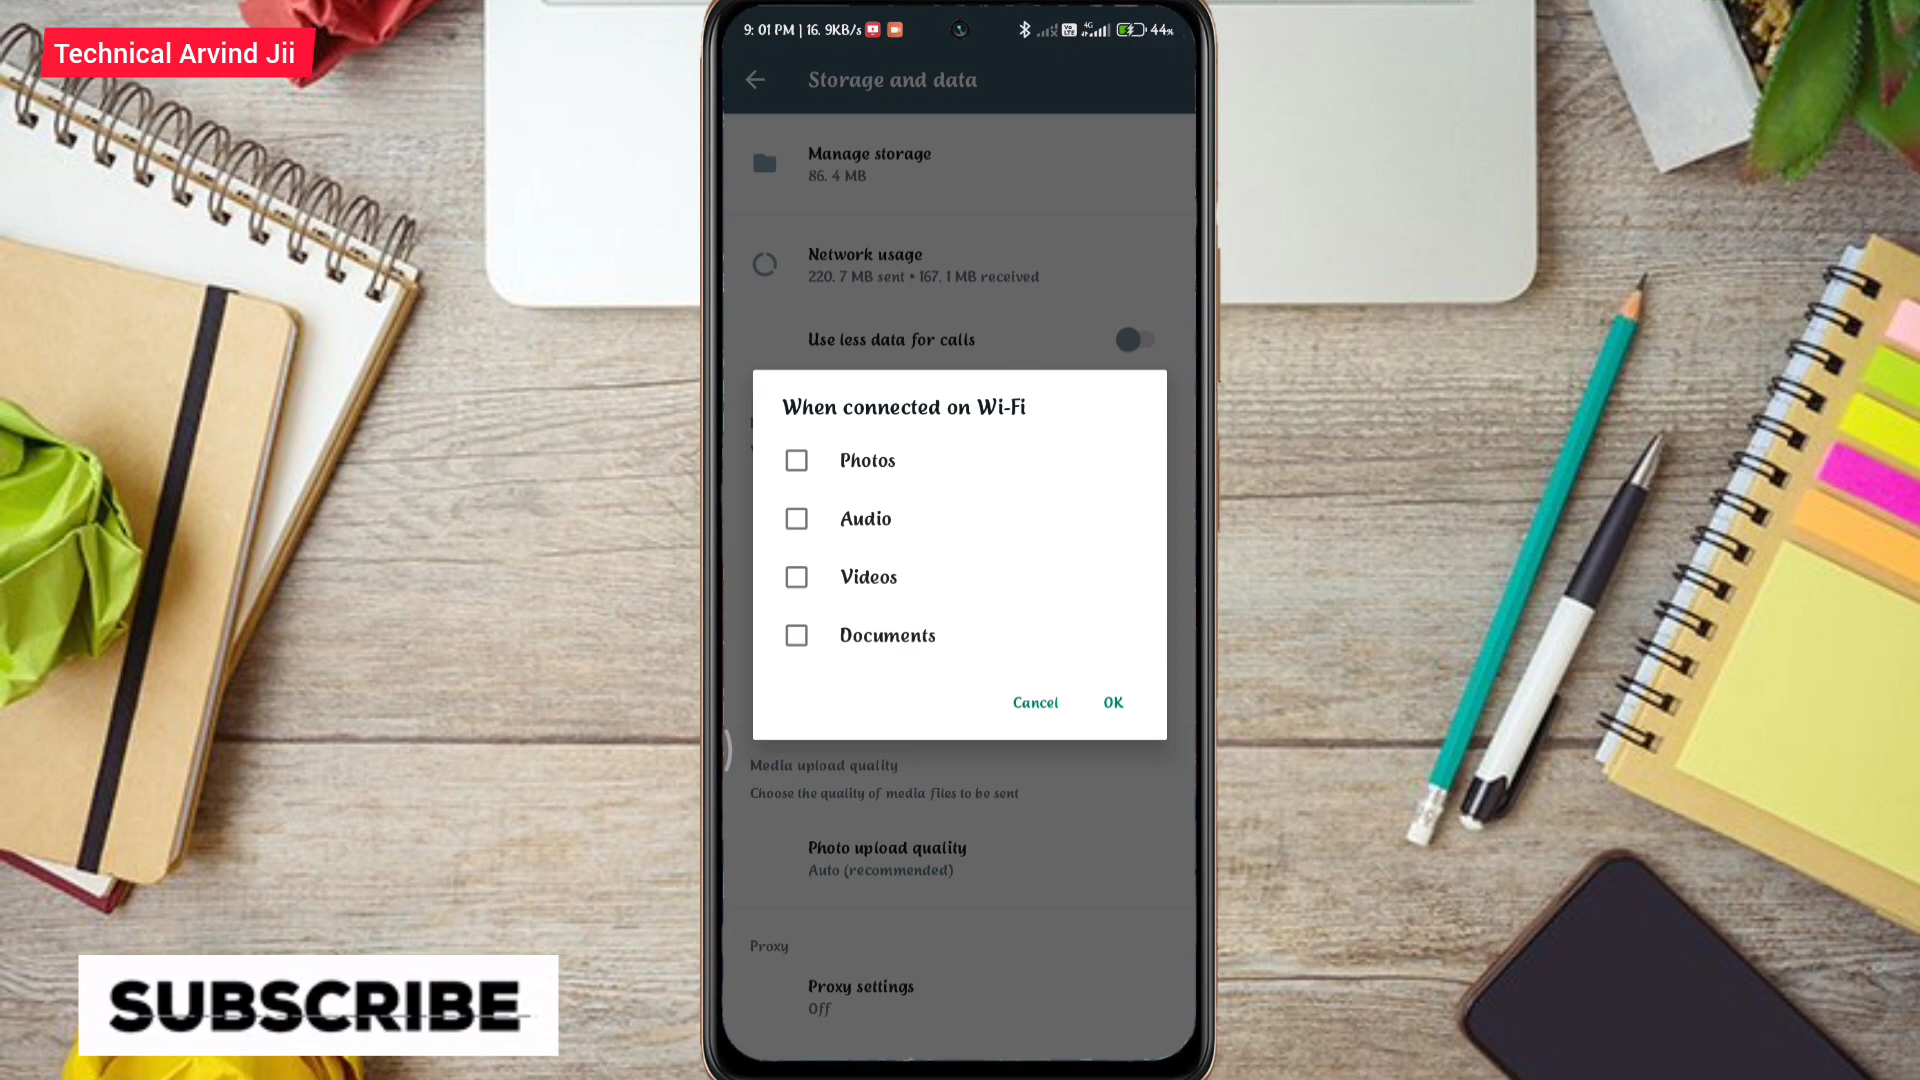 Technical Arvind Jii
9: 01 PM | 16. 9KB/s
4G
44%
Storage and data
Manage storage
86. 4 MB
Network usage
220. 7 MB sent • 167. 1 MB received
Use less data for calls
When connected on Wi-Fi
Photos
Audio
Videos
Documents
Cancel OK
Media upload quality
Choose the quality of media files to be sent
Photo upload quality
Auto (recommended)
Proxy
Proxy settings
Off
SUBSCRIBE